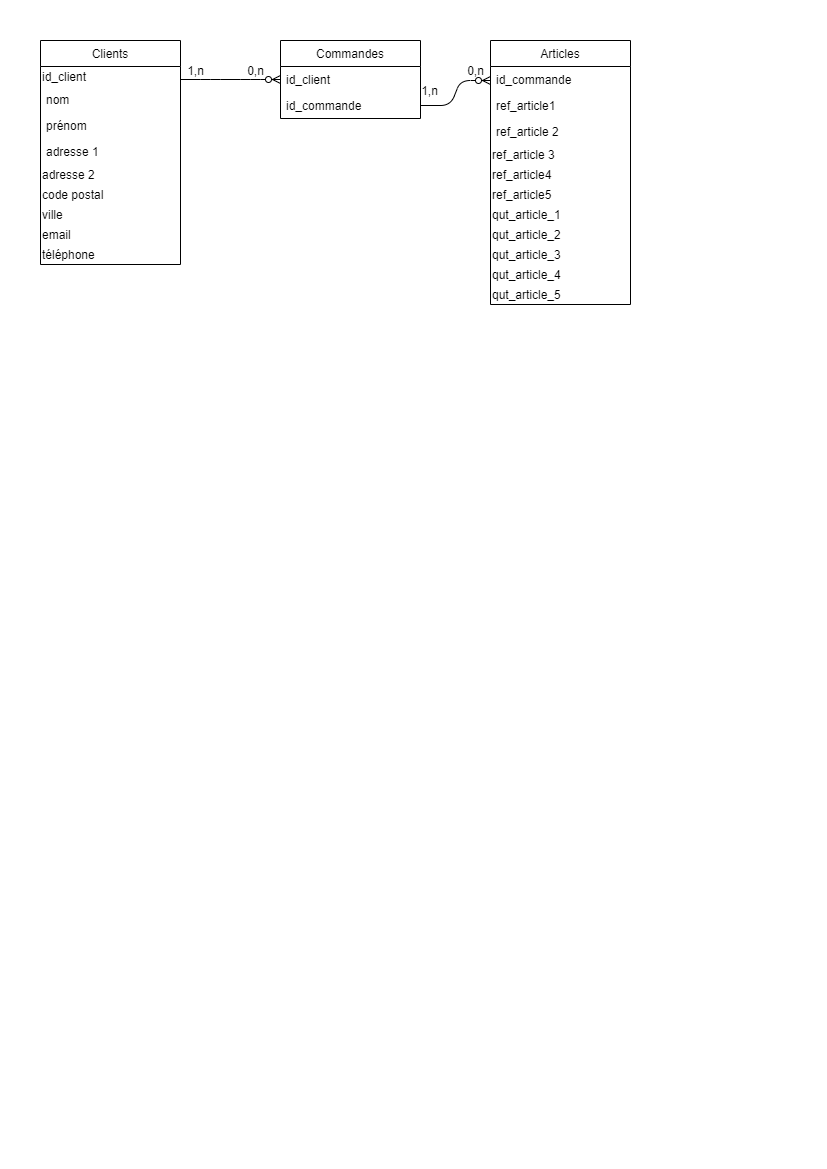 Clients
id_client
nom
prénom
adresse 1
adresse 2
code postal
ville
email
téléphone
1,n
0,n
Commandes
id_client
id_commande
1,n
0,n
Articles
id_commande
ref_article1
ref_article 2
ref_article 3
ref_article4
ref_article5
qut_article_1
qut_article_2
qut_article_3
qut_article_4
qut_article_5